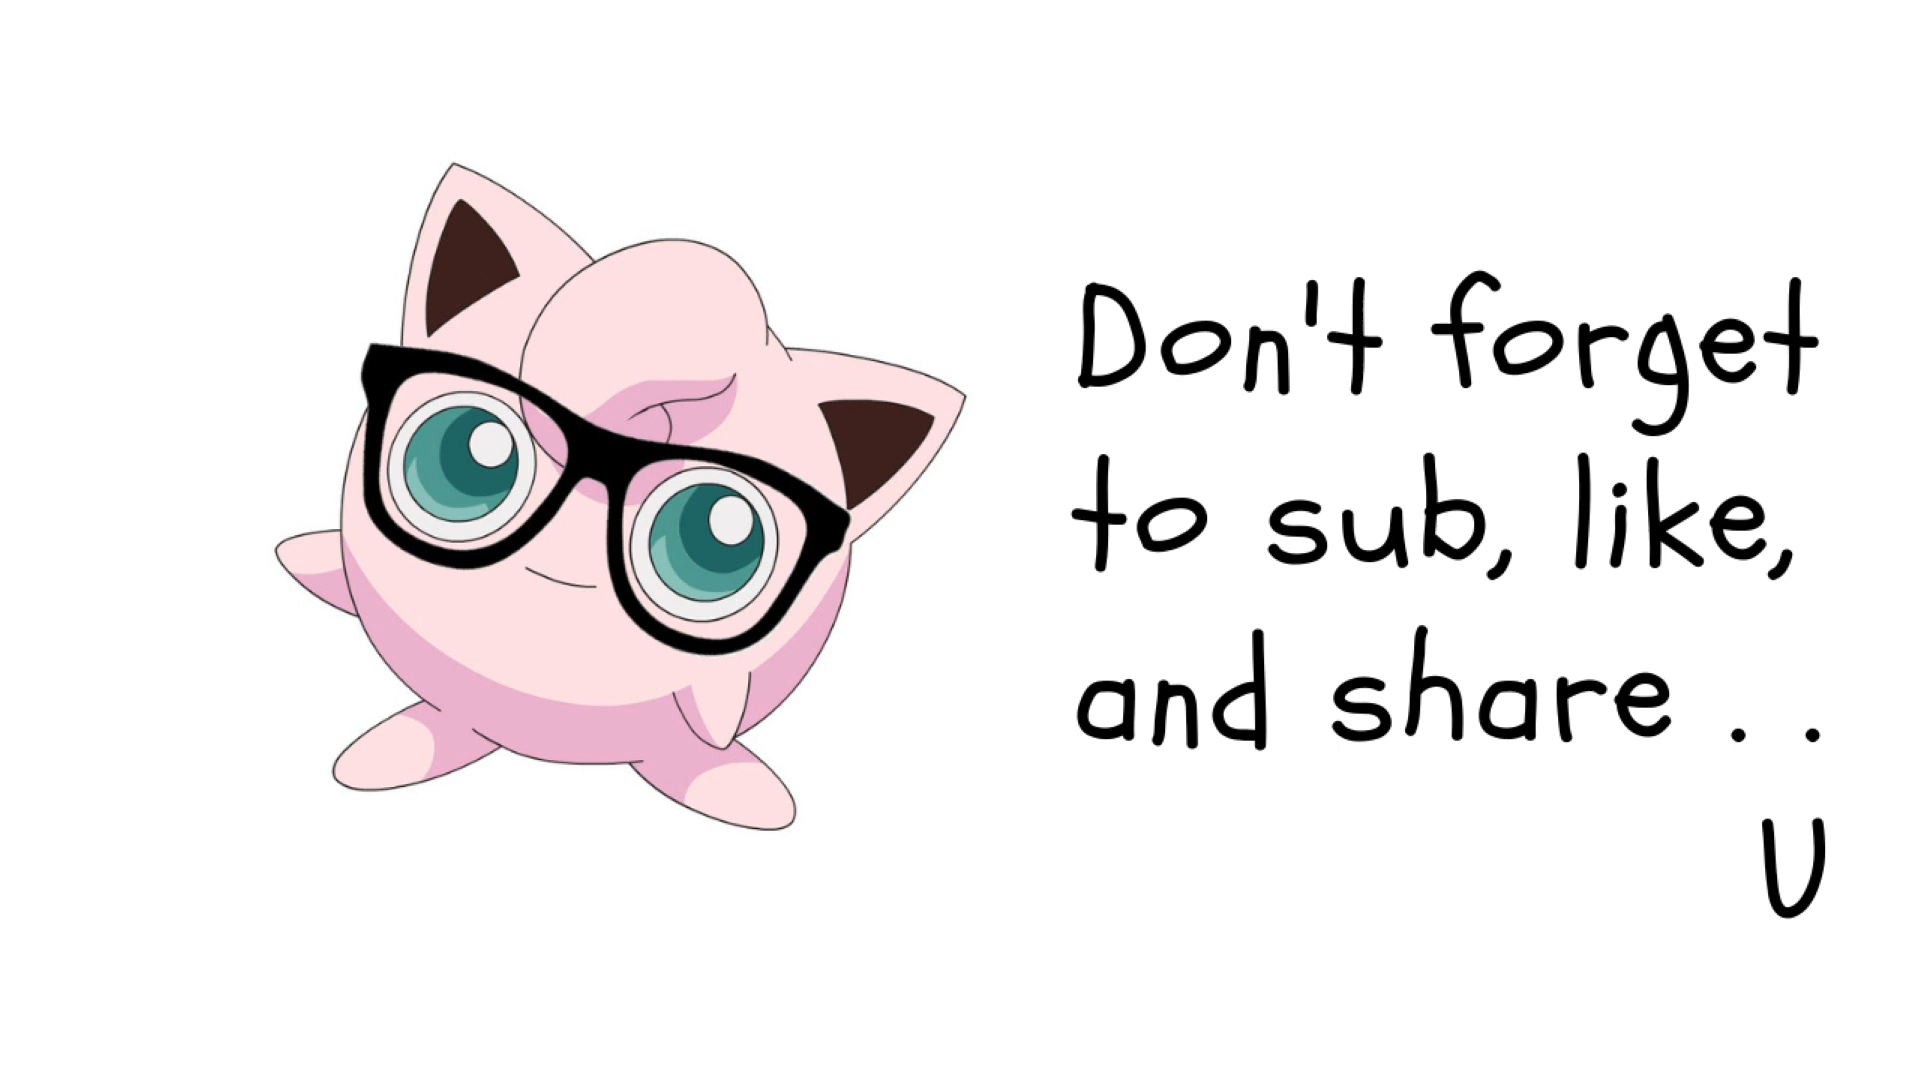 Don't forget
to sub, like,
and share . .
U